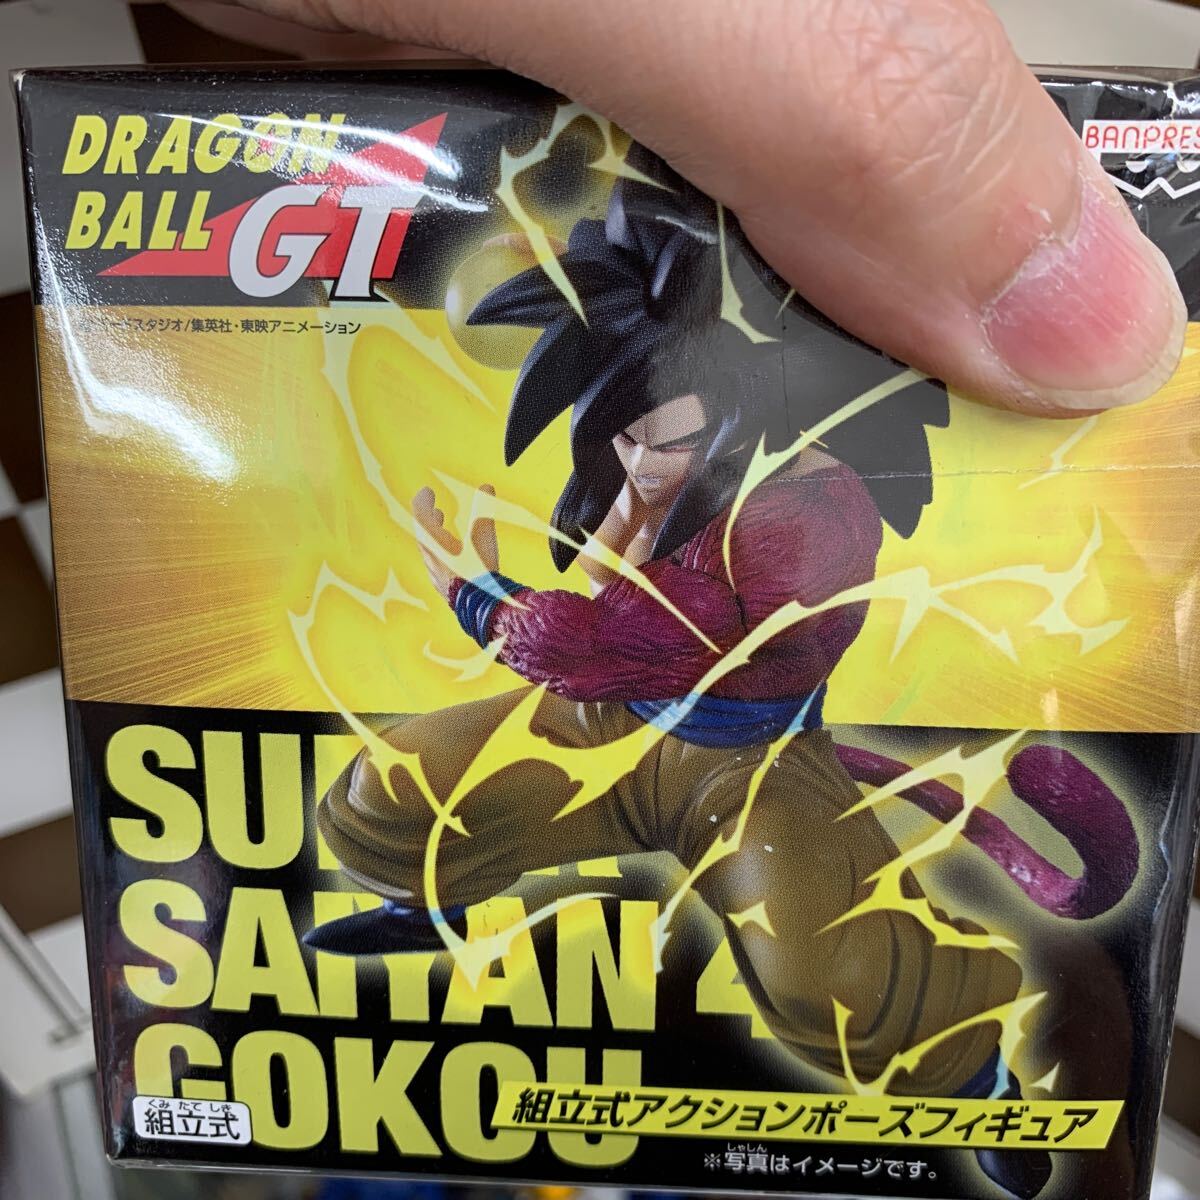 DRAGON
BALL GT
BANPRES
スタジオ/集英社・東映アニメーション
SAIYAN 4
GOKOU
くみ たて しき
組立式
組立式アクションポーズフィギュア
しゃしん
※写真はイメージです。